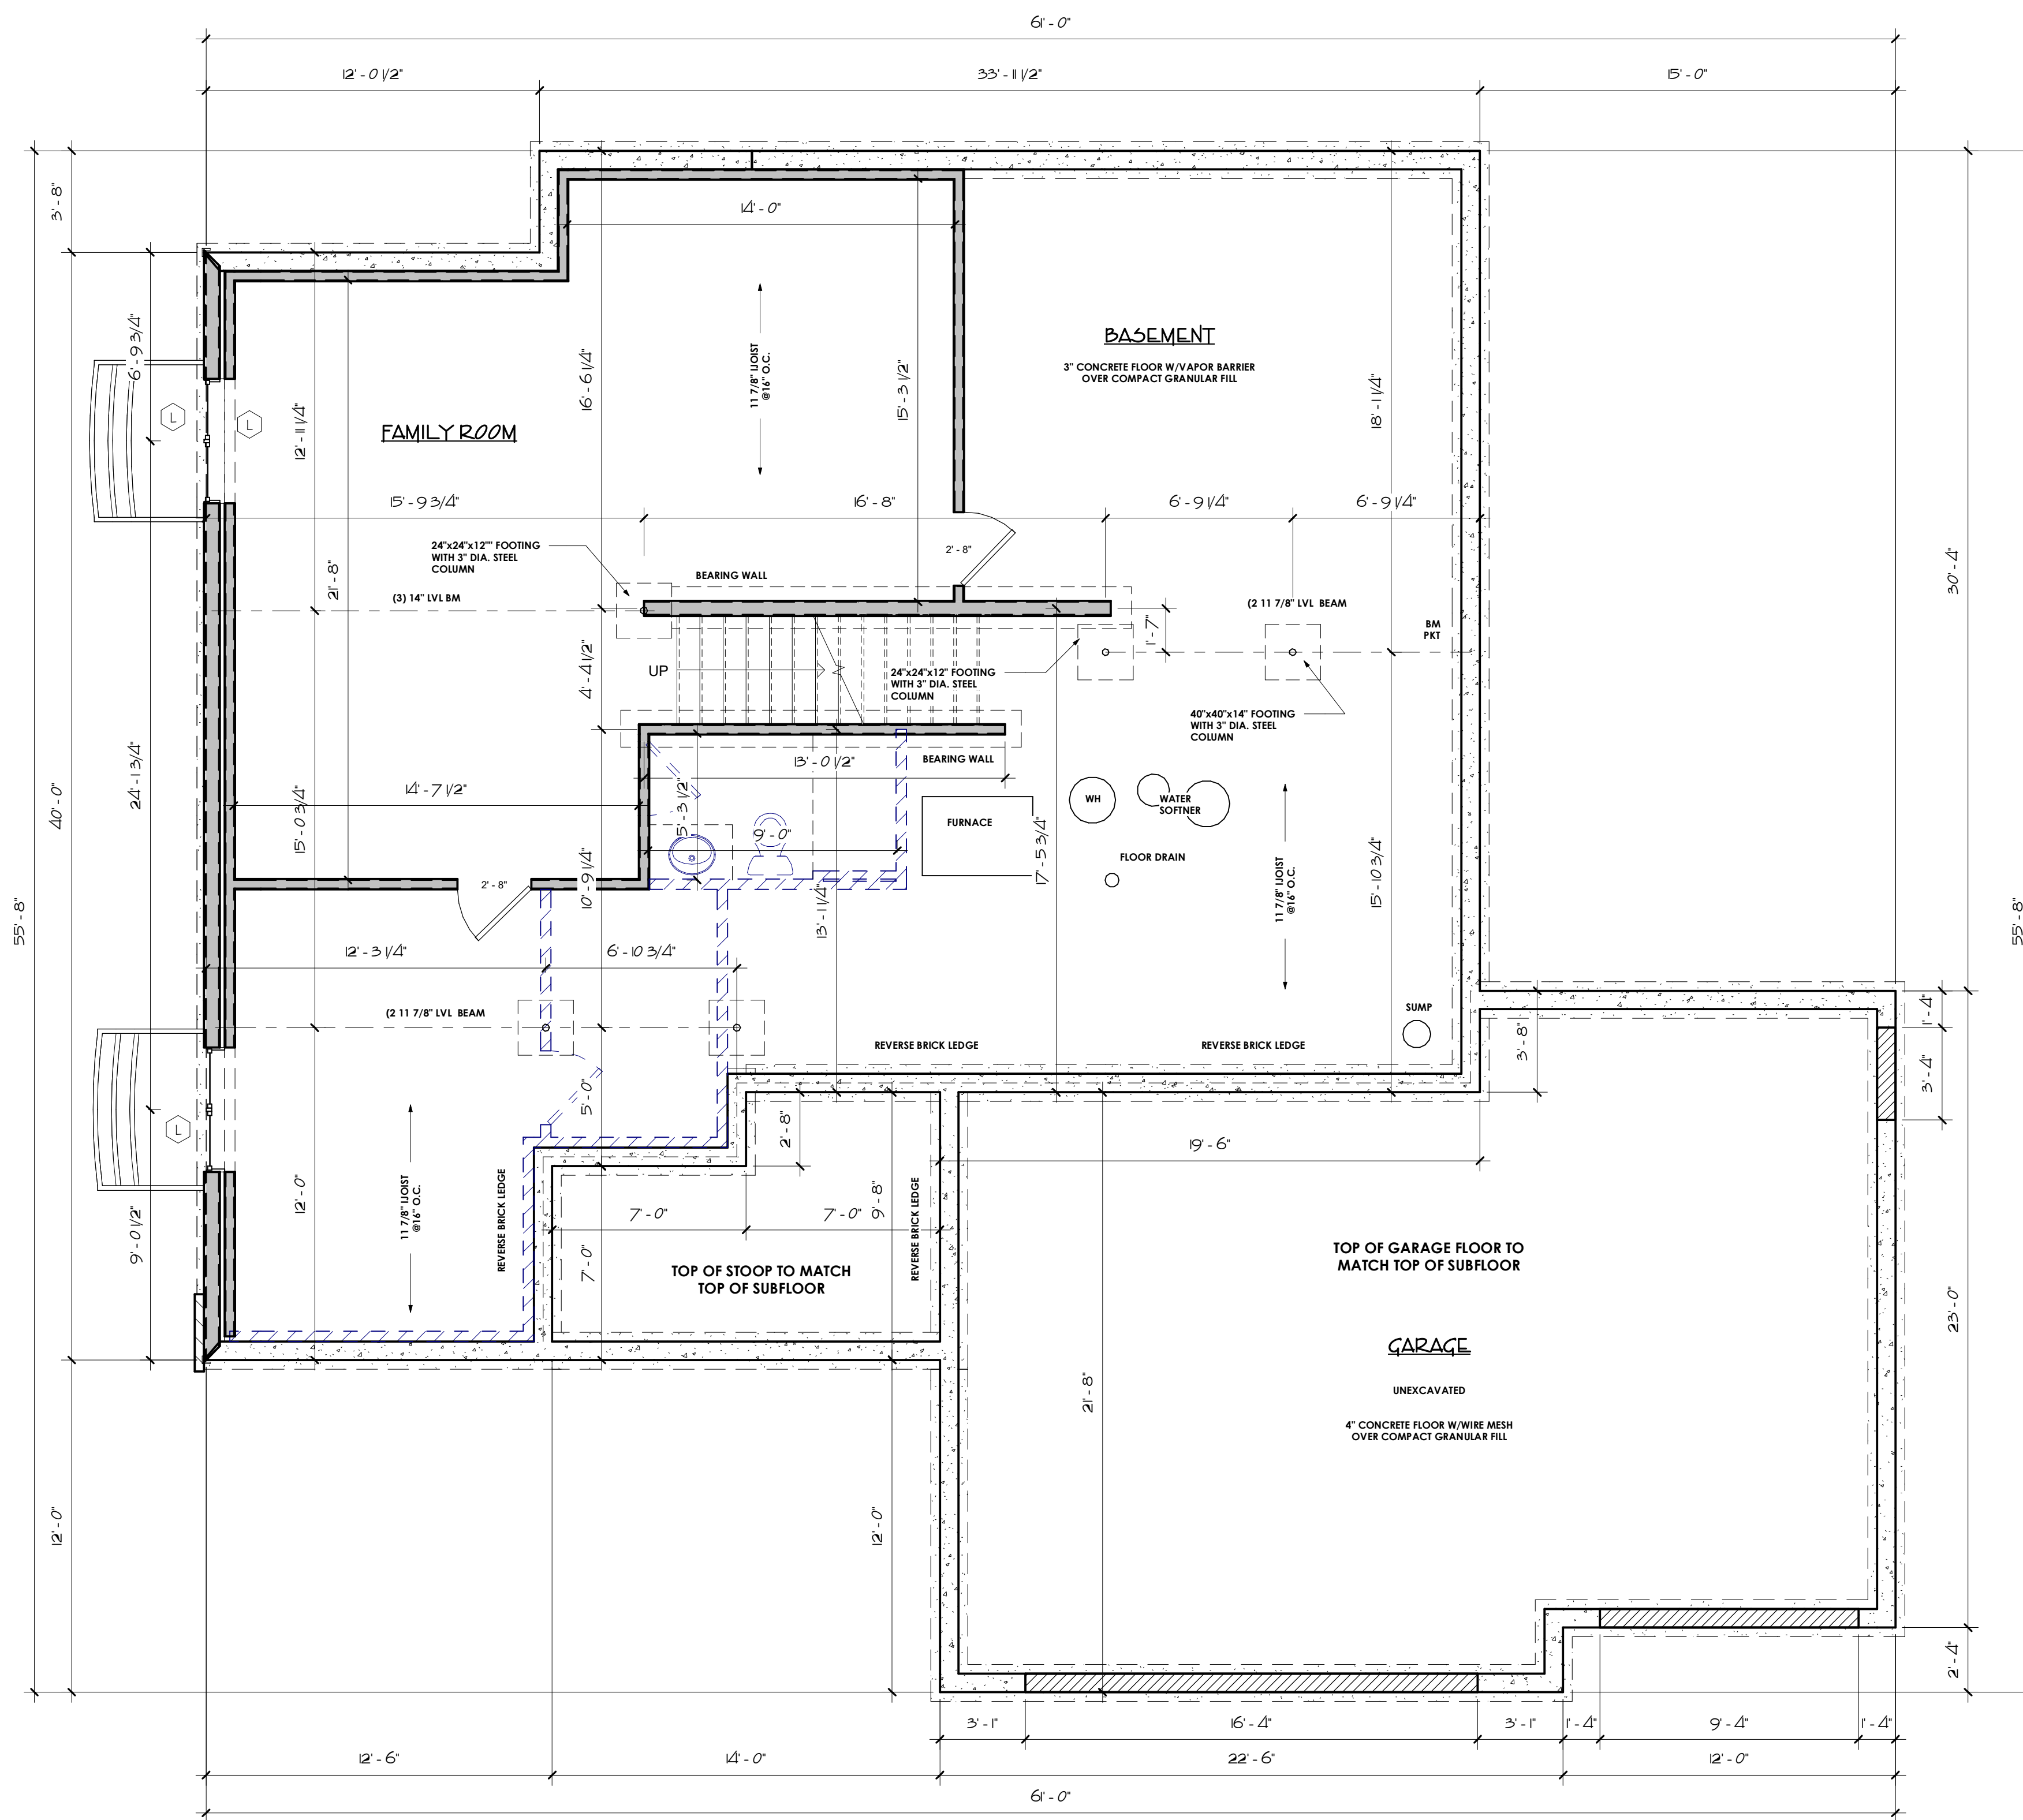 61'-0"
12'-0 1/2"
33'-11 1/2"
15'-0"
3'-8"
14'-0"
6'-9 3/4"
12'-11 1/4"
16'-6 1/4"
11 7/8" IJOIST
@16" O.C.
15'-3 1/2"
BASEMENT
3" CONCRETE FLOOR W/VAPOR BARRIER
OVER COMPACT GRANULAR FILL
18'-1 1/4"
L
L
FAMILY ROOM
15'-9 3/4"
16'-8"
6'-9 1/4"
6'-9 1/4"
21'-8"
24"x24"x12"" FOOTING
WITH 3" DIA. STEEL
COLUMN
2'-8"
30'-4"
BEARING WALL
(3) 14" LVL BM
(2 11 7/8" LVL BEAM
BM
PKT
1'-7"
UP
4'-4 1/2"
24"x24"x12" FOOTING
WITH 3" DIA. STEEL
COLUMN
40"x40"x14" FOOTING
WITH 3" DIA. STEEL
COLUMN
13'-0 1/2"
BEARING WALL
40'-0"
24'-1 3/4"
14'-7 1/2"
15'-0 3/4"
5'-3 1/2"
9'-0"
FURNACE
WH
WATER
SOFTNER
FLOOR DRAIN
17'-5 3/4"
11 7/8" IJOIST
@16" O.C.
15'-10 3/4"
2'-8"
10'-9 1/4"
13'-1 1/4"
55'-8"
55'-8"
12'-3 1/4"
6'-10 3/4"
(2 11 7/8" LVL BEAM
SUMP
REVERSE BRICK LEDGE
REVERSE BRICK LEDGE
3'-8"
1'-4"
3'-4"
5'-0"
2'-8"
L
19'-6"
9'-0 1/2"
12'-0"
11 7/8" IJOIST
@16" O.C.
REVERSE BRICK LEDGE
7'-0"
7'-0"
9'-8"
REVERSE BRICK LEDGE
7'-0"
TOP OF STOOP TO MATCH
TOP OF SUBFLOOR
TOP OF GARAGE FLOOR TO
MATCH TOP OF SUBFLOOR
23'-0"
GARAGE
UNEXCAVATED
4" CONCRETE FLOOR W/WIRE MESH
OVER COMPACT GRANULAR FILL
21'-8"
12'-0"
12'-0"
2'-4"
3'-1"
16'-4"
3'-1"
1'-4"
9'-4"
1'-4"
12'-6"
14'-0"
22'-6"
12'-0"
61'-0"